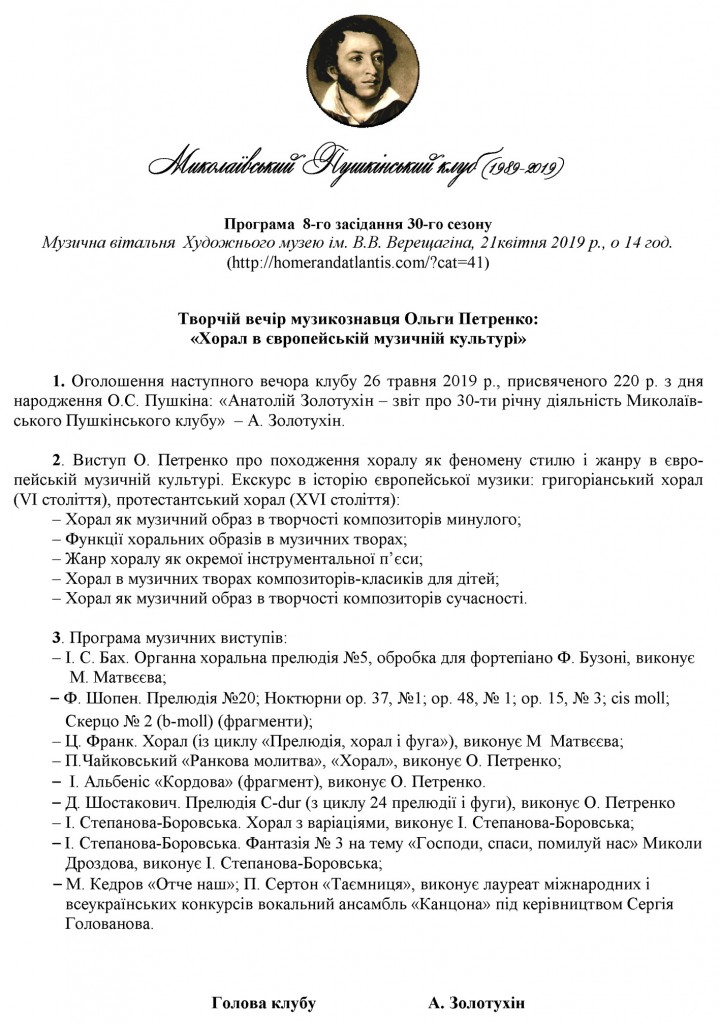 Миколаївський Пушкінський клуб (1989-2019)
Програма 8-го засідання 30-го сезону
Музична вітальня Художнього музею ім. В.В. Верещагіна, 21квітня 2019 р., о 14 год.
(http://homerandatlantis.com/?cat=41)
Творчій вечір музикознавця Ольги Петренко:
«Хорал в європейській музичній культурі»
1. Оголошення наступного вечора клубу 26 травня 2019 р., присвяченого 220 р. з дня
народження О.С. Пушкіна: «Анатолій Золотухін – звіт про 30-ти річну діяльність Миколаїв-
ського Пушкінського клубу» – А. Золотухін.
2. Виступ О. Петренко про походження хоралу як феномену стилю і жанру в євро-
пейській музичній культурі. Екскурс в історію європейської музики: григоріанський хорал
(VI століття), протестантський хорал (XVI століття):
– Хорал як музичний образ в творчості композиторів минулого;
– Функції хоральних образів в музичних творах;
– Жанр хоралу як окремої інструментальної п’єси;
– Хорал в музичних творах композиторів-класиків для дітей;
– Хорал як музичний образ в творчості композиторів сучасності.
3. Програма музичних виступів:
– І. С. Бах. Органна хоральна прелюдія №5, обробка для фортепіано Ф. Бузоні, виконує
М. Матвєєва;
– Ф. Шопен. Прелюдія №20; Ноктюрни ор. 37, №1; ор. 48, № 1; ор. 15, № 3; cis moll;
Скерцо № 2 (b-moll) (фрагменти);
– Ц. Франк. Хорал (із циклу «Прелюдія, хорал і фуга»), виконує М Матвєєва;
– П.Чайковський «Ранкова молитва», «Хорал», виконує О. Петренко;
– І. Альбеніс «Кордова» (фрагмент), виконує О. Петренко.
– Д. Шостакович. Прелюдія C-dur (з циклу 24 прелюдії і фуги), виконує О. Петренко
– І. Степанова-Боровська. Хорал з варіаціями, виконує І. Степанова-Боровська;
– І. Степанова-Боровська. Фантазія № 3 на тему «Господи, спаси, помилуй нас» Миколи
Дроздова, виконує І. Степанова-Боровська;
– М. Кедров «Отче наш»; П. Сертон «Таємниця», виконує лауреат міжнародних і
всеукраїнських конкурсів вокальний ансамбль «Канцона» під керівництвом Сергія
Голованова.
Голова клубу А. Золотухін